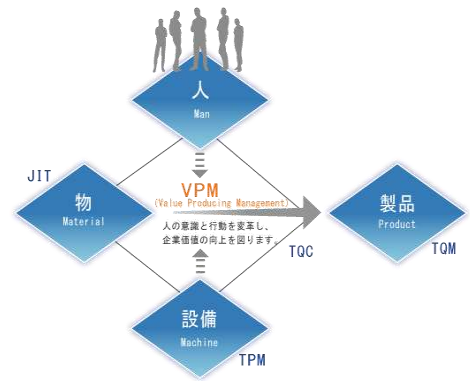 人
Man
JIT
物
Material
VPM
(Value Producing Management)
人の意識と行動を変革し、
企業価値の向上を図ります。
製品
Product
TQC
TQM
設備
Machine
TPM